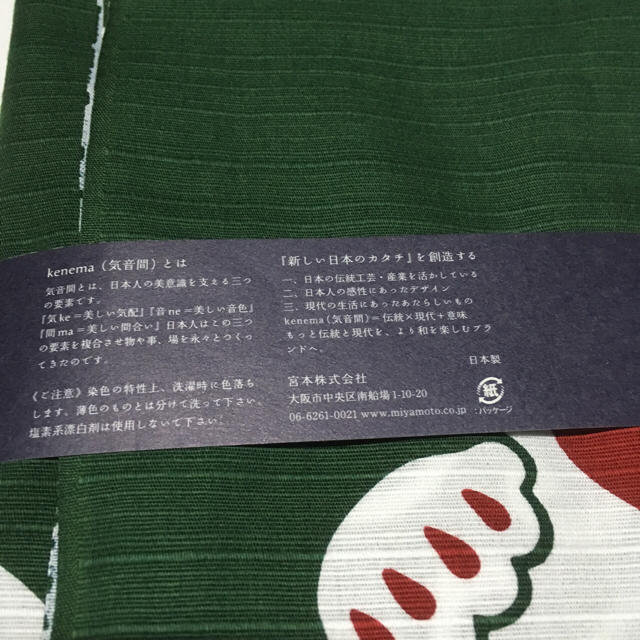 kenema（気音間）とは
気音間とは、日本人の美意識を支える三つ
の要素です。
『気ke＝美しい気配』『音ne＝美しい音色』
『間ma＝美しい間合い』日本人はこの三つ
の要素を複合させ物や事、場を永々とつくっ
てきたのです。
《ご注意》染色の特性上、洗濯時に色落ち
します。薄色のものとは分けて洗って下さい。
塩素系漂白剤は使用しないで下さい。
『新しい日本のカタチ』を創造する
一、日本の伝統工芸・産業を活かしている
二、日本人の感性にあったデザイン
三、現代の生活にあったあたらしいもの
kenema（気音間）＝伝統×現代＋意味
もっと伝統と現代を、より和を楽しむブラ
ンドへ。
日本製
宮本株式会社
大阪市中央区南船場1-10-20
06-6261-0021 www.miyamoto.co.jp
紙
：パッケージ